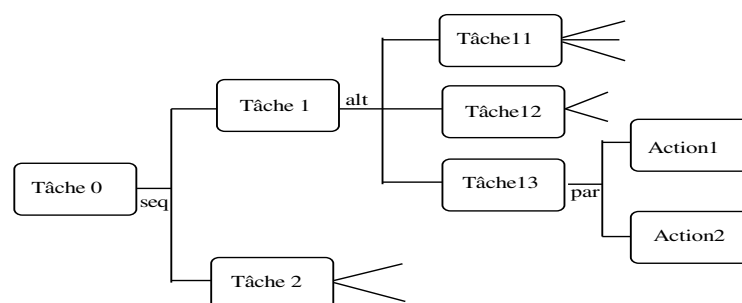 Tâche11
Tâche 1
alt
Tâche12
Action1
Tâche 0
Tâche13
seq
par
Action2
Tâche 2